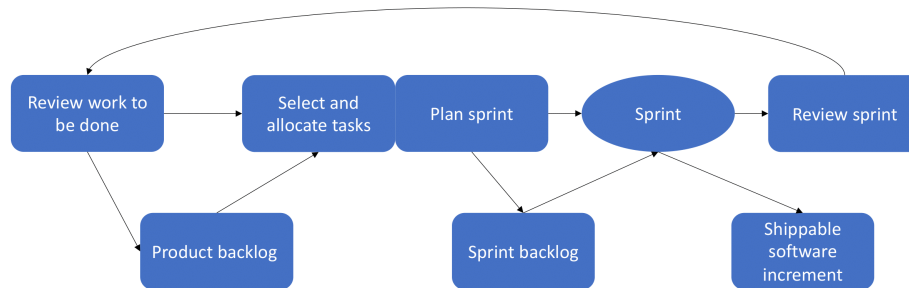 Review work to
be done
Select and
allocate tasks
Plan sprint
Sprint
Review sprint
Product backlog
Sprint backlog
Shippable
software
increment